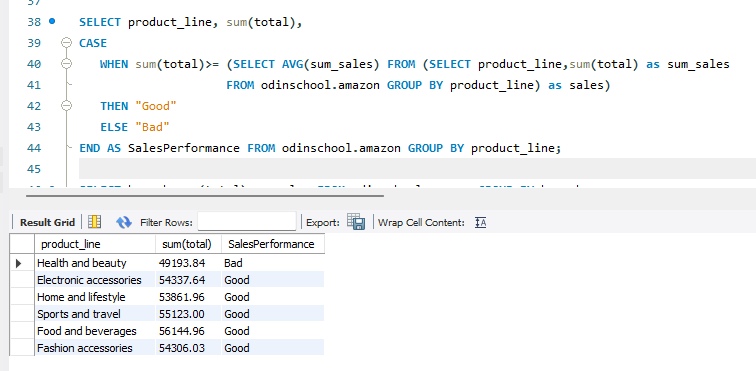 38 SELECT product_line, sum(total),
39 CASE
40 WHEN sum(total)>= (SELECT AVG(sum_sales) FROM (SELECT product_line,sum(total) as sum_sales
41 FROM odinschool.amazon GROUP BY product_line) as sales)
42 THEN "Good"
43 ELSE "Bad"
44 END AS SalesPerformance FROM odinschool.amazon GROUP BY product_line;
45
Result Grid Filter Rows: Export: Wrap Cell Content:
product_line sum(total) SalesPerformance
Health and beauty 49193.84 Bad
Electronic accessories 54337.64 Good
Home and lifestyle 53861.96 Good
Sports and travel 55123.00 Good
Food and beverages 56144.96 Good
Fashion accessories 54306.03 Good